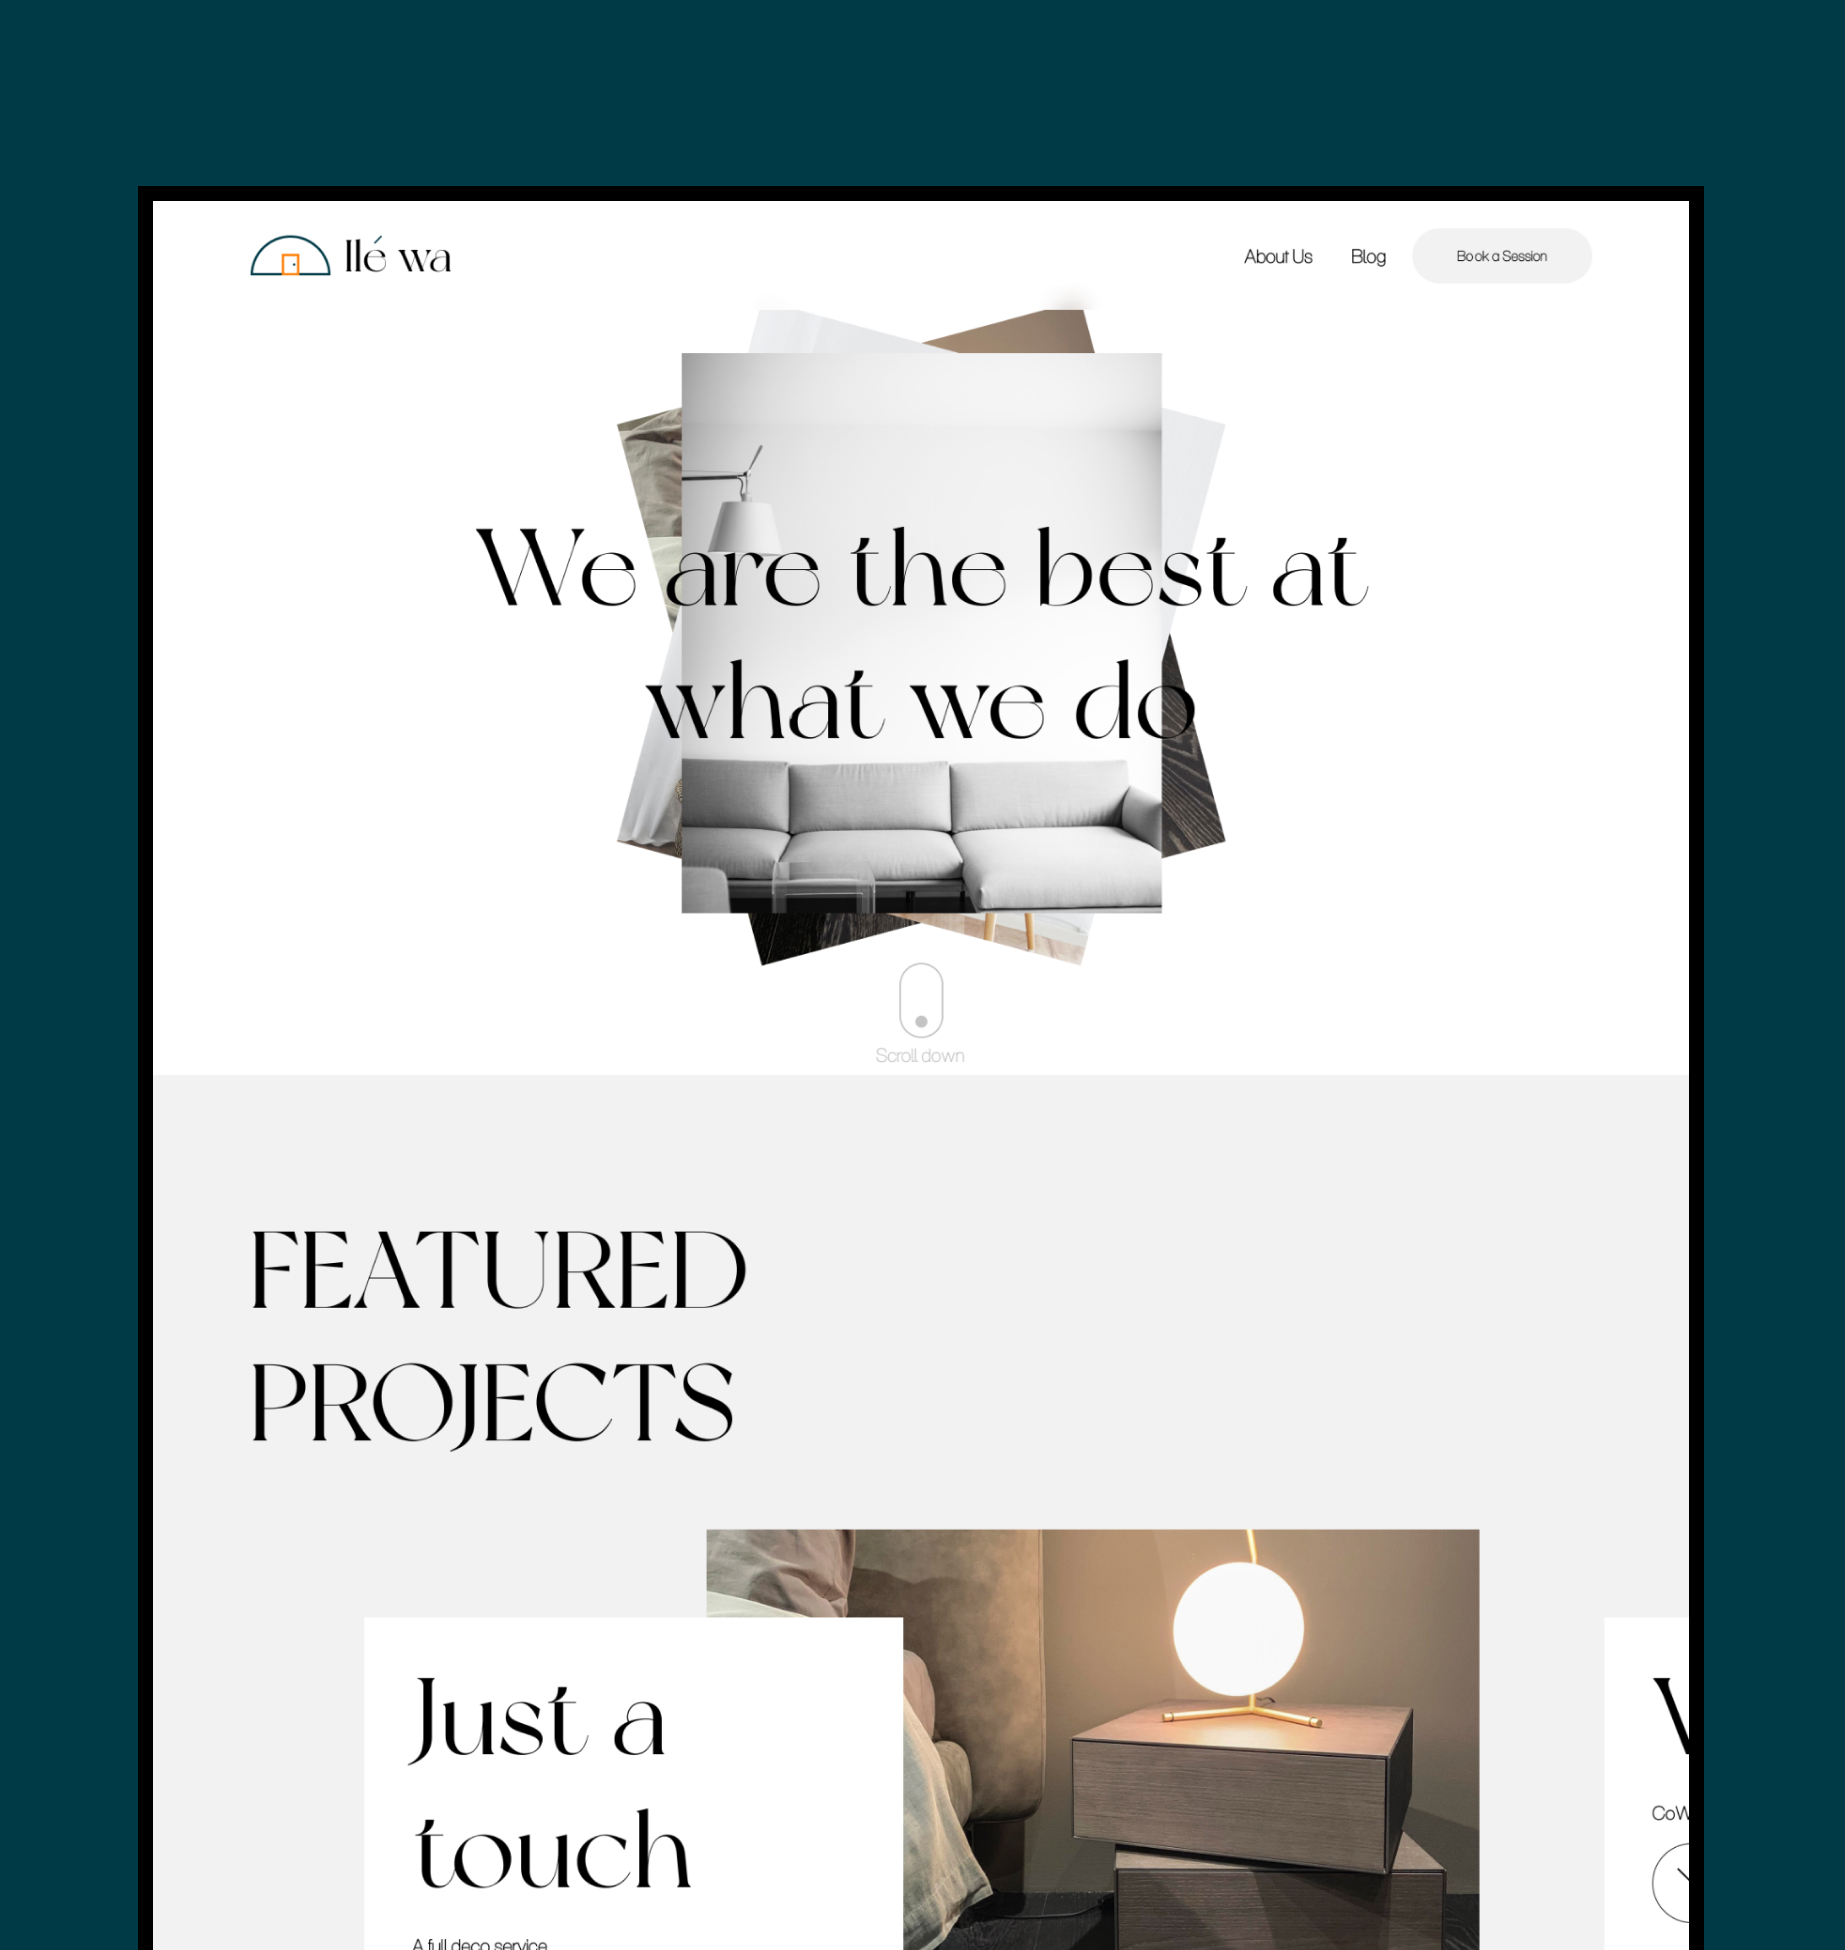 Ilé wa
About Us
Blog
Book a Session
We are the best at
what we do
Scroll down
FEATURED
PROJECTS
Just a
touch
A full deco service